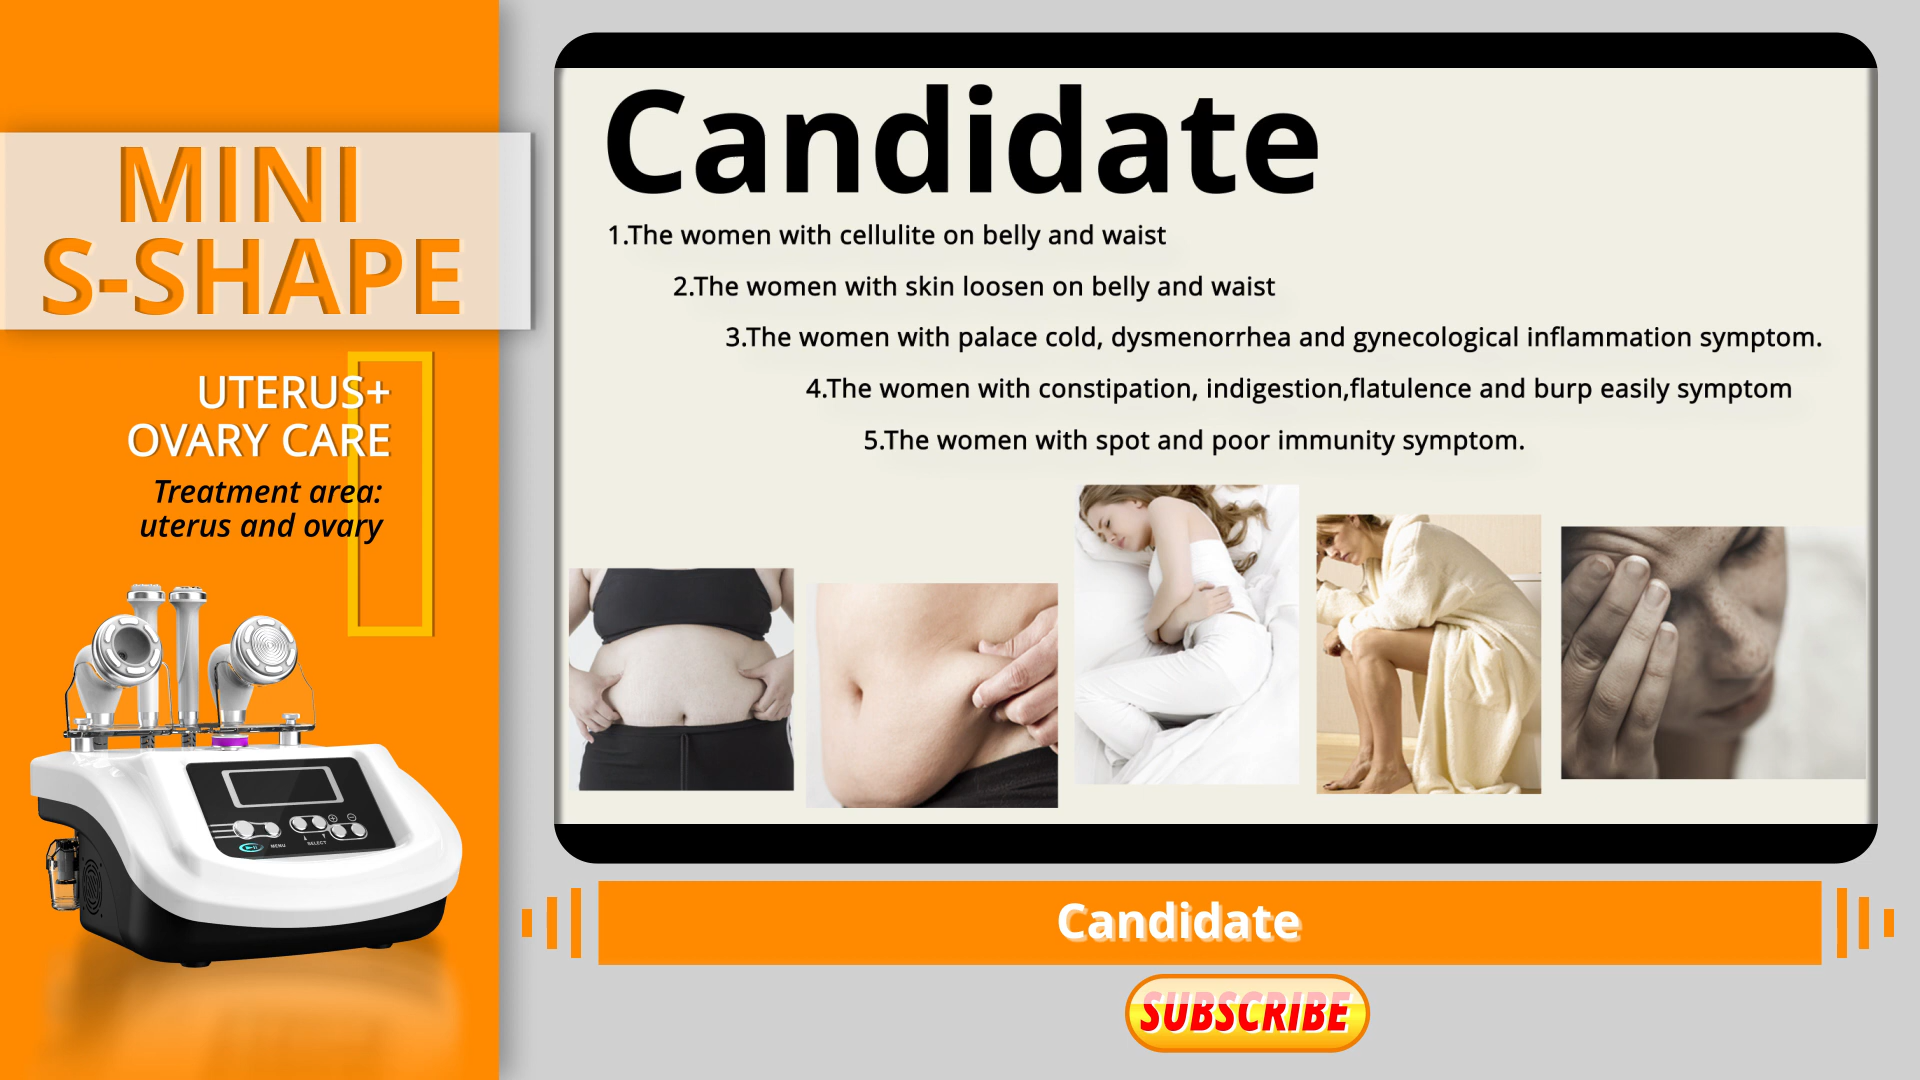 MINI
S-SHAPE
UTERUS+
OVARY CARE
Treatment area:
uterus and ovary
MENU
SELECT
Candidate
1.The women with cellulite on belly and waist
2.The women with skin loosen on belly and waist
3.The women with palace cold, dysmenorrhea and gynecological inflammation symptom.
4.The women with constipation, indigestion,flatulence and burp easily symptom
5.The women with spot and poor immunity symptom.
Candidate
SUBSCRIBE